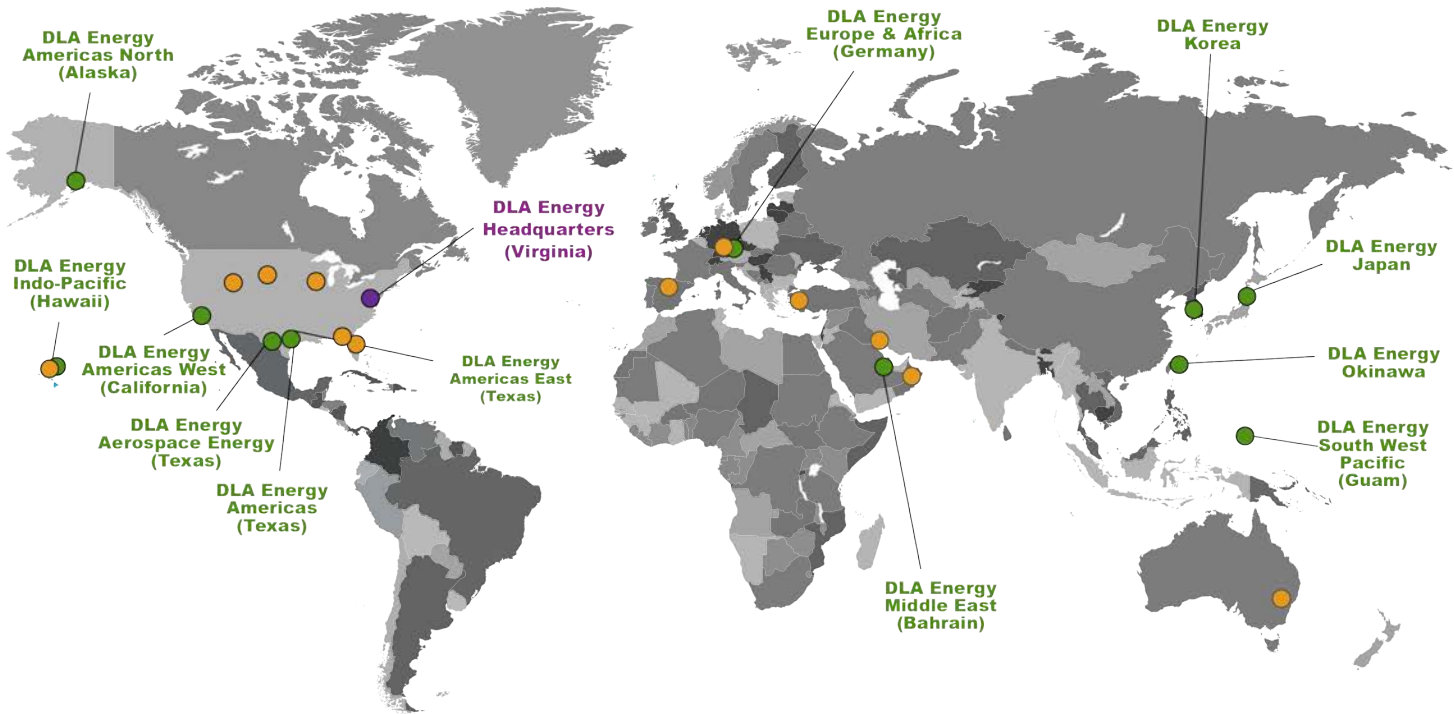 DLA Energy
Americas North
(Alaska)
DLA Energy
Europe & Africa
(Germany)
DLA Energy
Korea
DLA Energy
Headquarters
(Virginia)
DLA Energy
Japan
DLA Energy
Indo-Pacific
(Hawaii)
DLA Energy
Americas West
(California)
DLA Energy
Americas East
(Texas)
DLA Energy
Okinawa
DLA Energy
Aerospace Energy
(Texas)
DLA Energy
South West
Pacific
(Guam)
DLA Energy
Americas
(Texas)
DLA Energy
Middle East
(Bahrain)